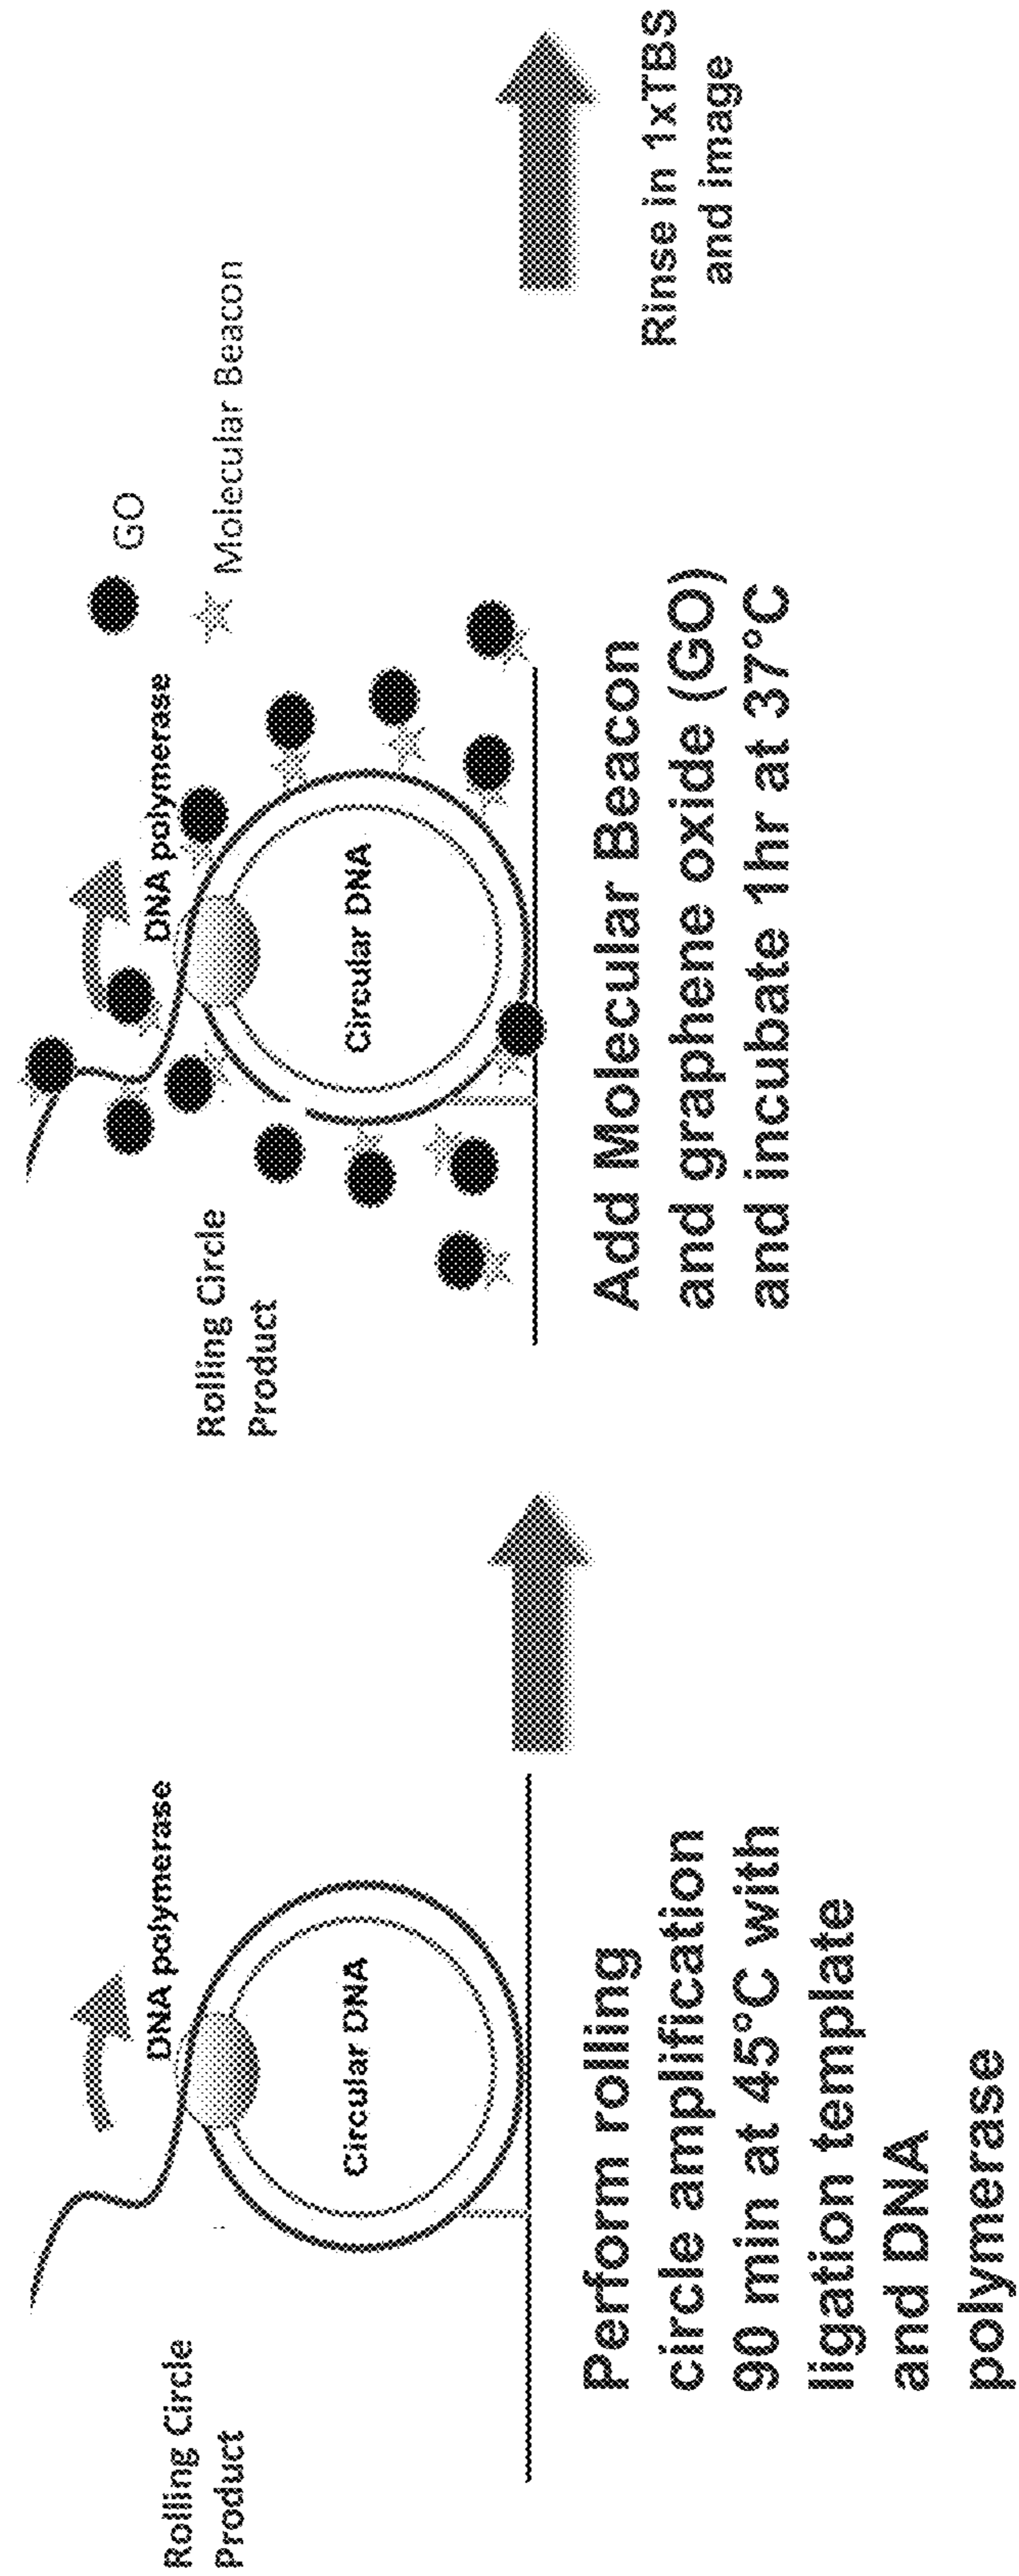 Rolling Circle
Product
DNA polymerase
Circular DNA
Perform rolling
circle amplification
90 min at 45°C with
ligation template
and DNA
polymerase
Rolling Circle
Product
DNA polymerase
Circular DNA
GO
Molecular Beacon
Add Molecular Beacon
and graphene oxide (GO)
and incubate 1hr at 37°C
Rinse in 1xTBS
and image